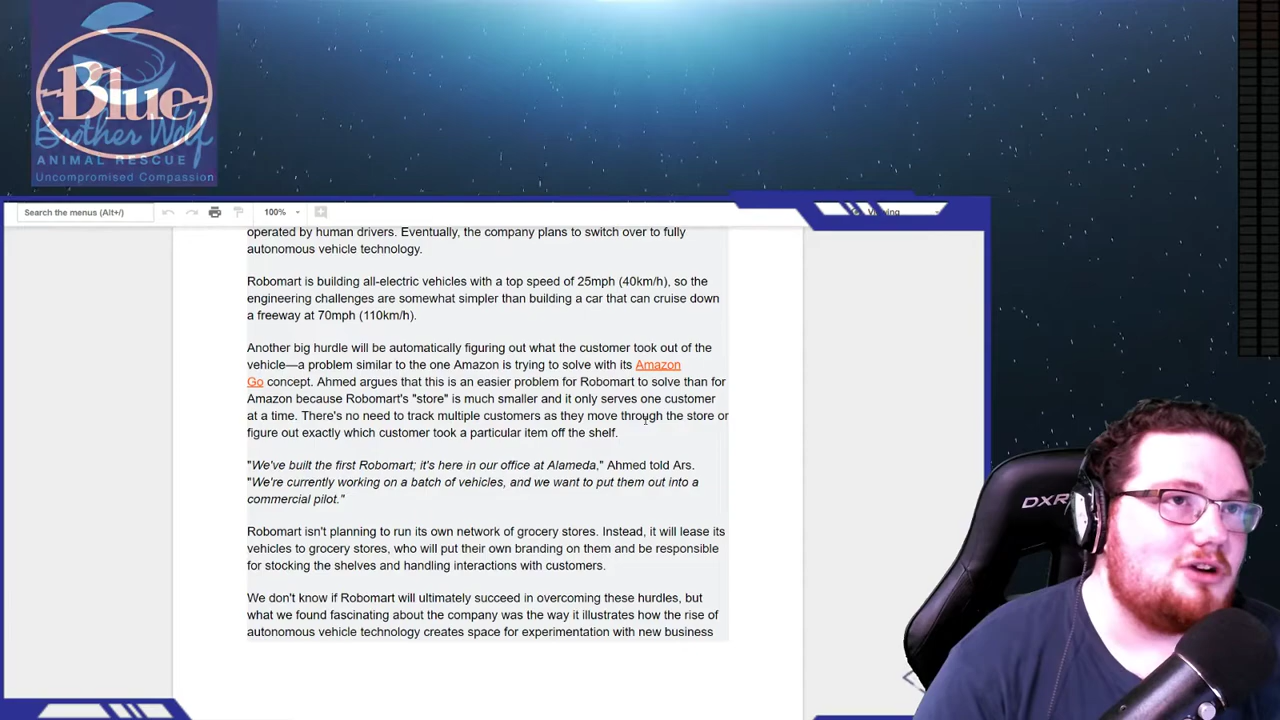 Blue
Brother Wolf
ANIMAL RESCUE
Uncompromised Compassion
Search the menus (Alt+/)
100%
operated by human drivers. Eventually, the company plans to switch over to fully
autonomous vehicle technology.
Robomart is building all-electric vehicles with a top speed of 25mph (40km/h), so the
engineering challenges are somewhat simpler than building a car that can cruise down
a freeway at 70mph (110km/h).
Another big hurdle will be automatically figuring out what the customer took out of the
vehicle—a problem similar to the one Amazon is trying to solve with its Amazon
Go concept. Ahmed argues that this is an easier problem for Robomart to solve than for
Amazon because Robomart's "store" is much smaller and it only serves one customer
at a time. There's no need to track multiple customers as they move through the store or
figure out exactly which customer took a particular item off the shelf.
"We've built the first Robomart; it's here in our office at Alameda," Ahmed told Ars.
"We're currently working on a batch of vehicles, and we want to put them out into a
commercial pilot."
Robomart isn't planning to run its own network of grocery stores. Instead, it will lease its
vehicles to grocery stores, who will put their own branding on them and be responsible
for stocking the shelves and handling interactions with customers.
We don't know if Robomart will ultimately succeed in overcoming these hurdles, but
what we found fascinating about the company was the way it illustrates how the rise of
autonomous vehicle technology creates space for experimentation with new business
DXR